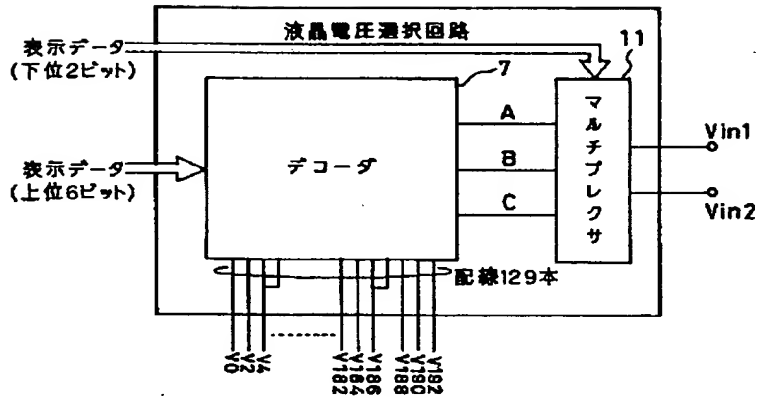 液晶電圧選択回路
表示データ
(下位2ビット)
11
7
デコーダ
A
B
C
マルチプレクサ
Vin1
Vin2
表示データ
(上位6ビット)
配線129本
V0
V2
V4
V182
V184
V186
V188
V190
V192